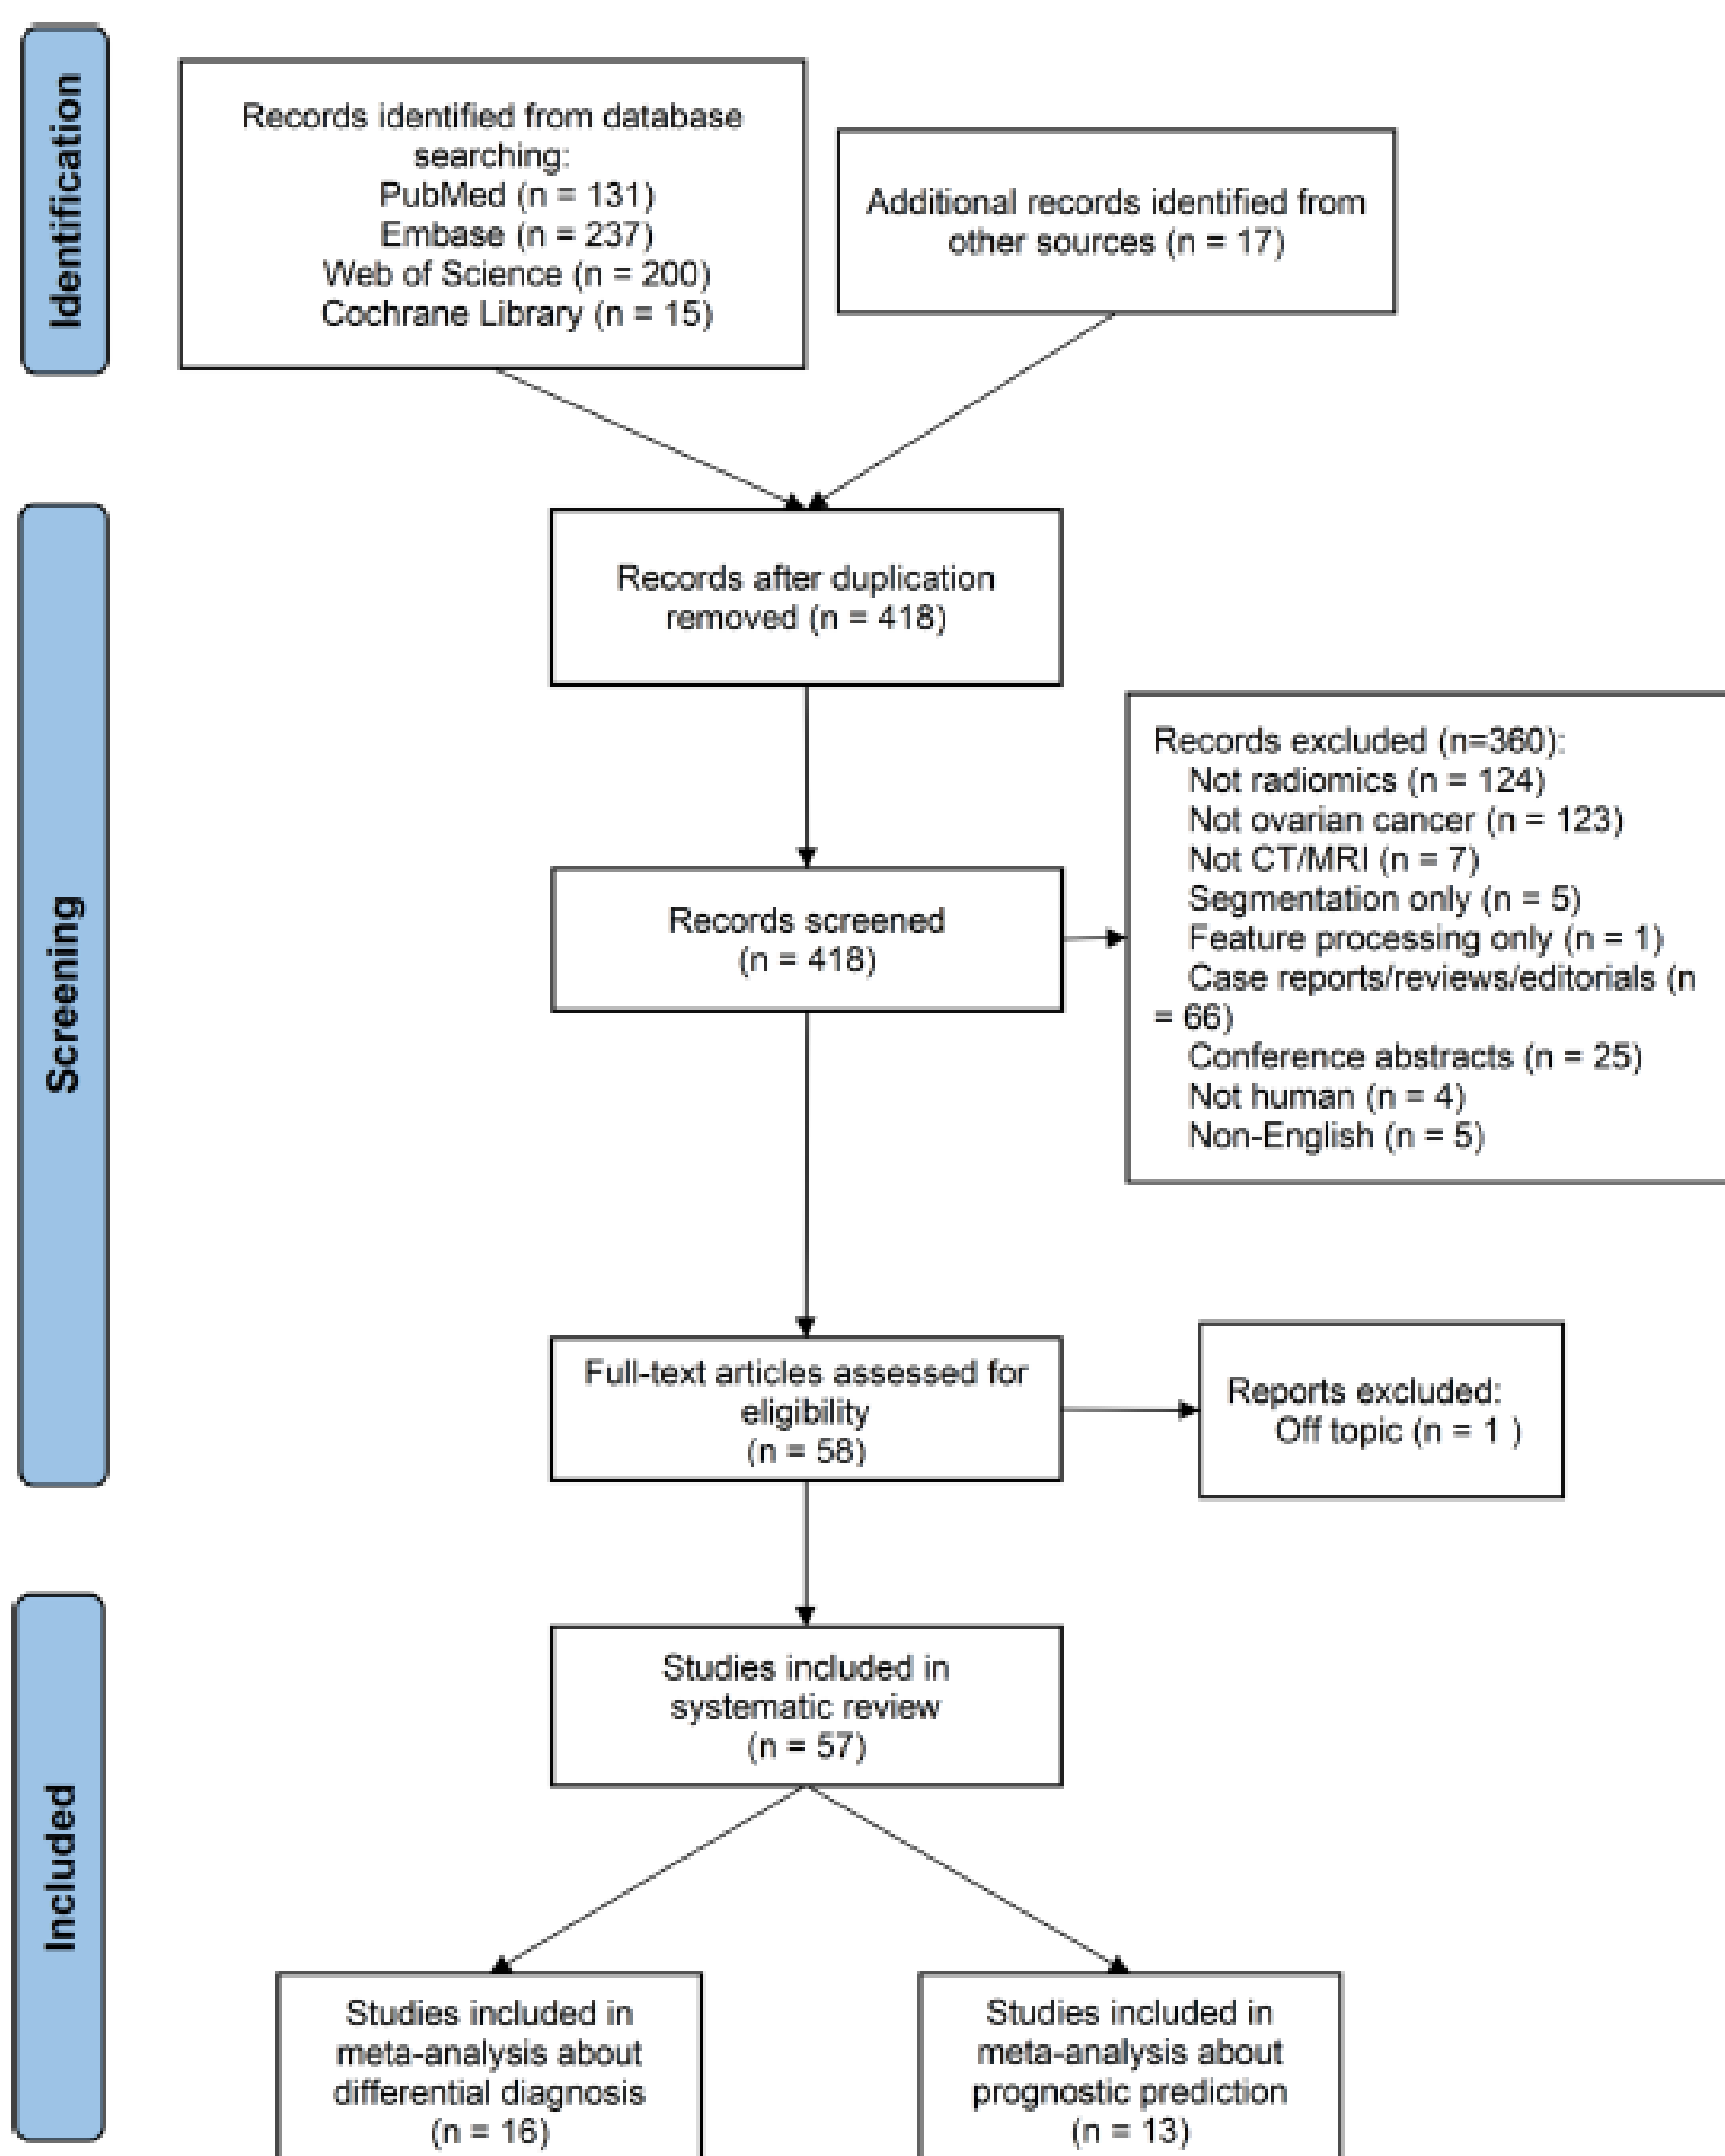 Identification
Records identified from database
searching:
PubMed (n = 131)
Embase (n = 237)
Web of Science (n = 200)
Cochrane Library (n = 15)
Additional records identified from
other sources (n = 17)
Screening
Records after duplication
removed (n = 418)
Records screened
(n = 418)
Records excluded (n=360):
Not radiomics (n = 124)
Not ovarian cancer (n = 123)
Not CT/MRI (n = 7)
Segmentation only (n = 5)
Feature processing only (n = 1)
Case reports/reviews/editorials (n
= 66)
Conference abstracts (n = 25)
Not human (n = 4)
Non-English (n = 5)
Full-text articles assessed for
eligibility
(n = 58)
Reports excluded:
Off topic (n = 1 )
Included
Studies included in
systematic review
(n = 57)
Studies included in
meta-analysis about
differential diagnosis
(n = 16)
Studies included in
meta-analysis about
prognostic prediction
(n = 13)